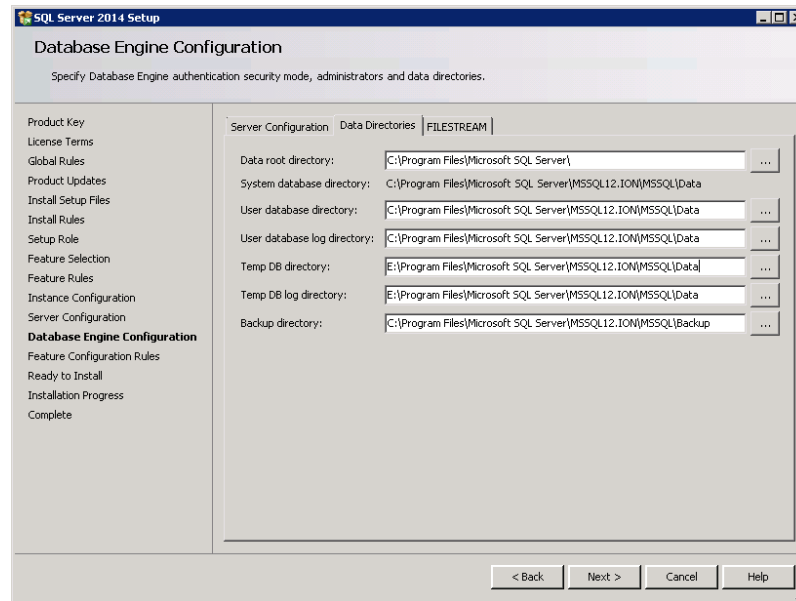 SQL Server 2014 Setup
Database Engine Configuration
Specify Database Engine authentication security mode, administrators and data directories.
Product Key
License Terms
Global Rules
Product Updates
Install Setup Files
Install Rules
Setup Role
Feature Selection
Feature Rules
Instance Configuration
Server Configuration
Database Engine Configuration
Feature Configuration Rules
Ready to Install
Installation Progress
Complete
Server Configuration Data Directories FILESTREAM
Data root directory: C:\Program Files\Microsoft SQL Server\ ...
System database directory: C:\Program Files\Microsoft SQL Server\MSSQL12.ION\MSSQL\Data
User database directory: C:\Program Files\Microsoft SQL Server\MSSQL12.ION\MSSQL\Data ...
User database log directory: C:\Program Files\Microsoft SQL Server\MSSQL12.ION\MSSQL\Data ...
Temp DB directory: E:\Program Files\Microsoft SQL Server\MSSQL12.ION\MSSQL\Data ...
Temp DB log directory: E:\Program Files\Microsoft SQL Server\MSSQL12.ION\MSSQL\Data ...
Backup directory: C:\Program Files\Microsoft SQL Server\MSSQL12.ION\MSSQL\Backup ...
< Back Next > Cancel Help